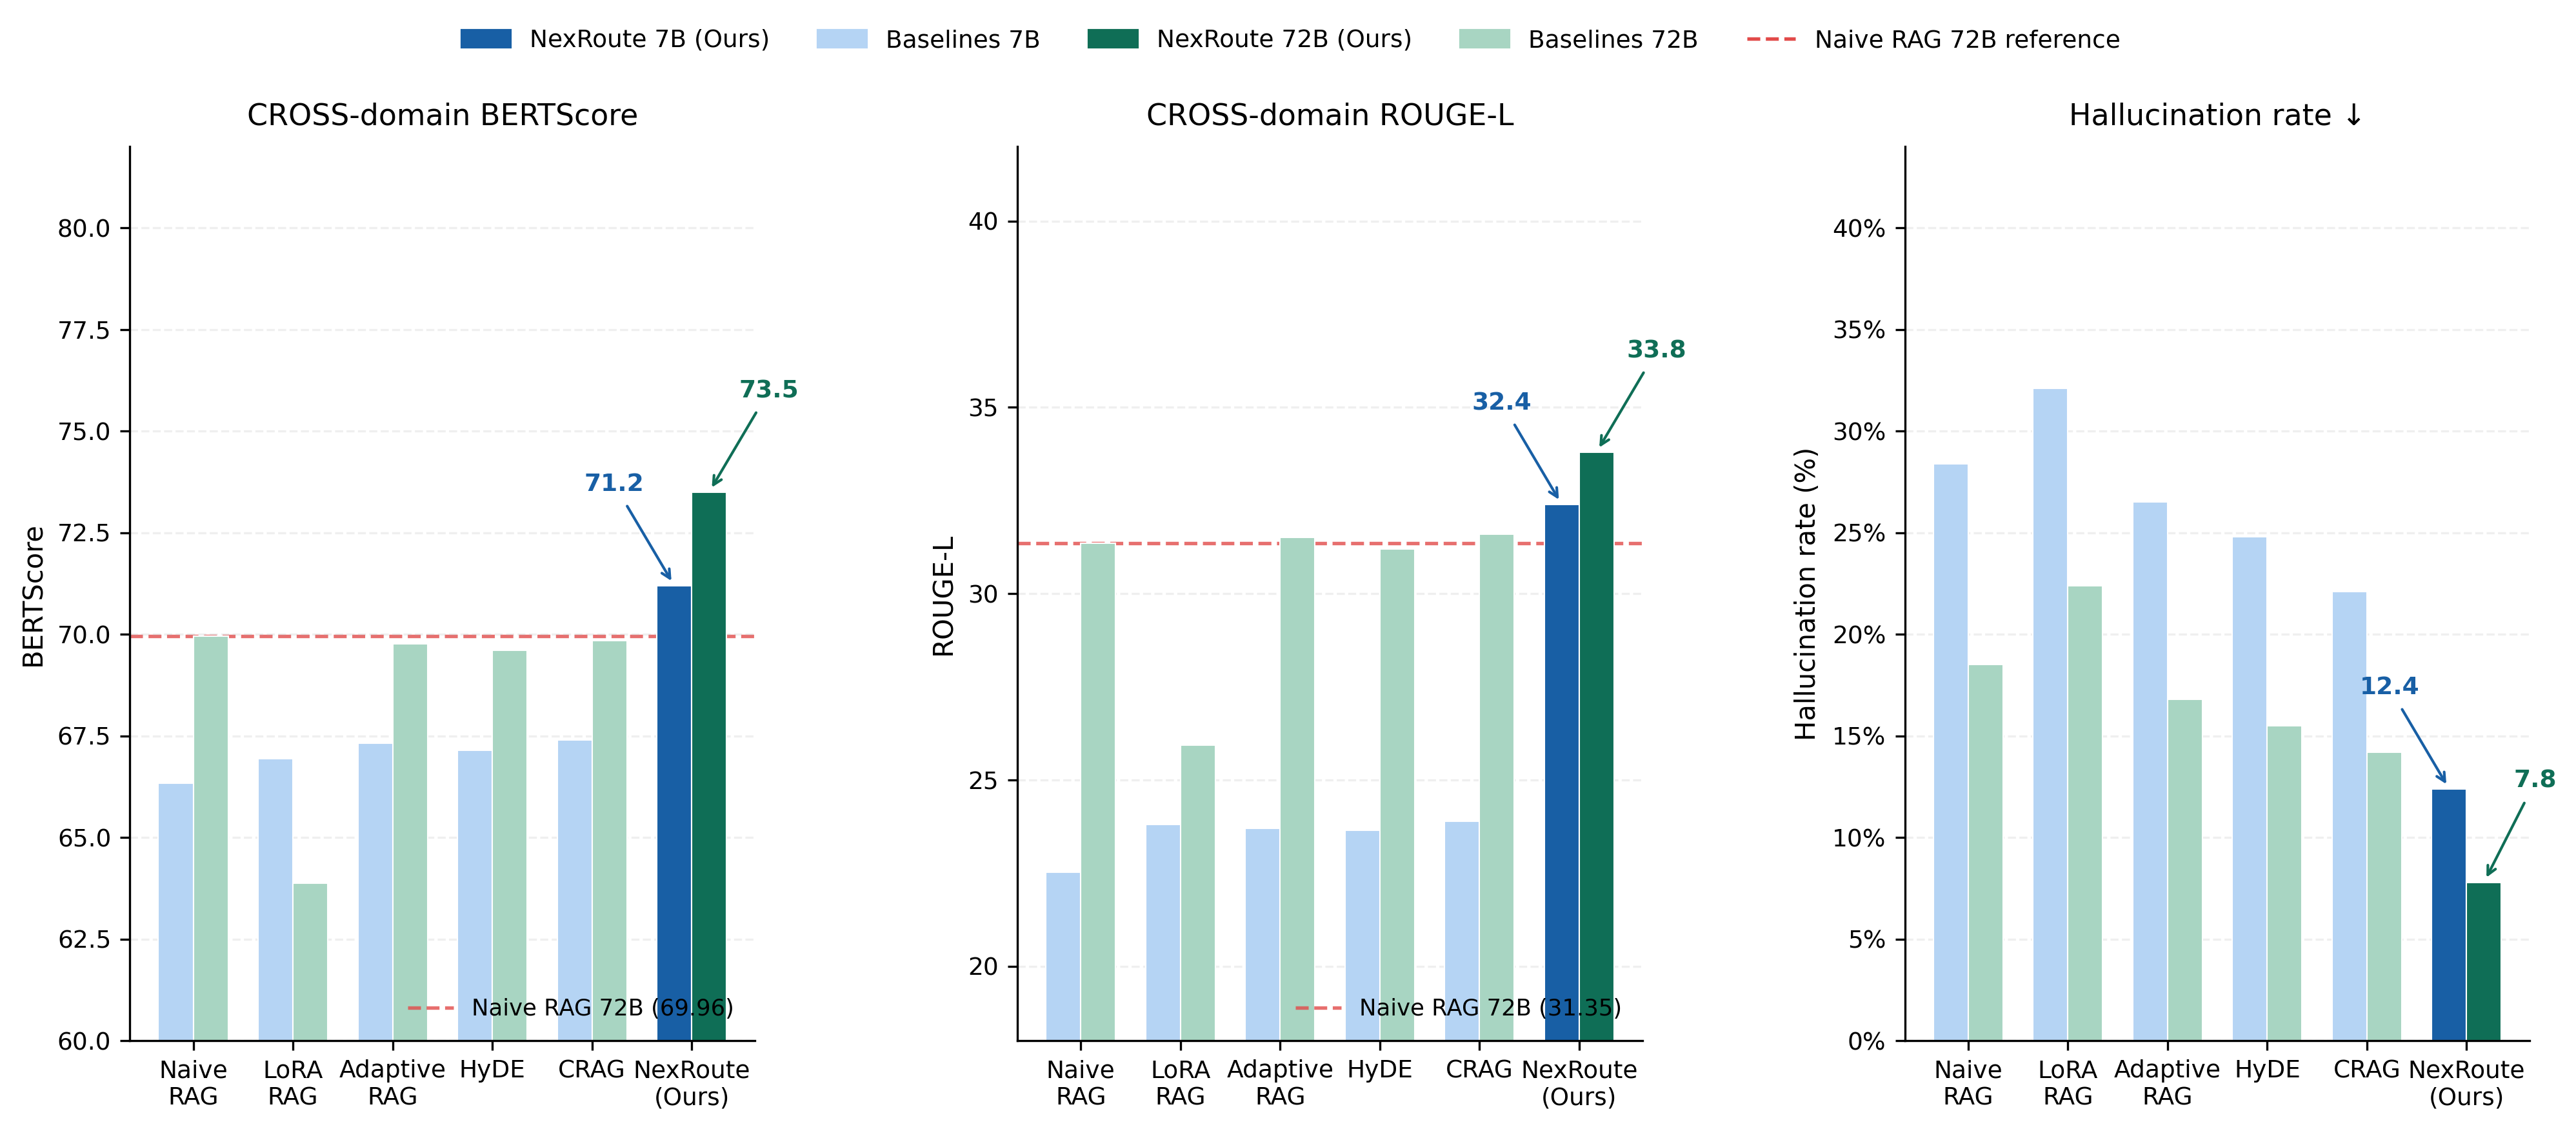 NexRoute 7B (Ours)
Baselines 7B
NexRoute 72B (Ours)
Baselines 72B
Naive RAG 72B reference
CROSS-domain BERTScore
BERTScore
80.0
77.5
75.0
72.5
70.0
67.5
65.0
62.5
60.0
73.5
71.2
Naive RAG 72B (69.96)
Naive
RAG
LoRA
RAG
Adaptive
RAG
HyDE
CRAG
NexRoute
(Ours)
CROSS-domain ROUGE-L
ROUGE-L
40
35
30
25
20
33.8
32.4
Naive RAG 72B (31.35)
Naive
RAG
LoRA
RAG
Adaptive
RAG
HyDE
CRAG
NexRoute
(Ours)
Hallucination rate ↓
Hallucination rate (%)
40%
35%
30%
25%
20%
15%
10%
5%
0%
12.4
7.8
Naive
RAG
LoRA
RAG
Adaptive
RAG
HyDE
CRAG
NexRoute
(Ours)